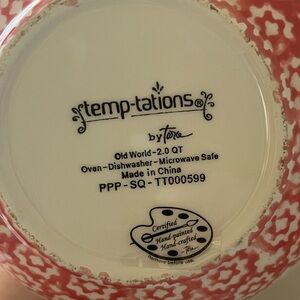 temp-tations®
by Tara
Old World-2.0 QT
Oven-Dishwasher-Microwave Safe
Made in China
PPP-SQ-TT000599
Certified
Hand-painted
Hand-crafted
Tara